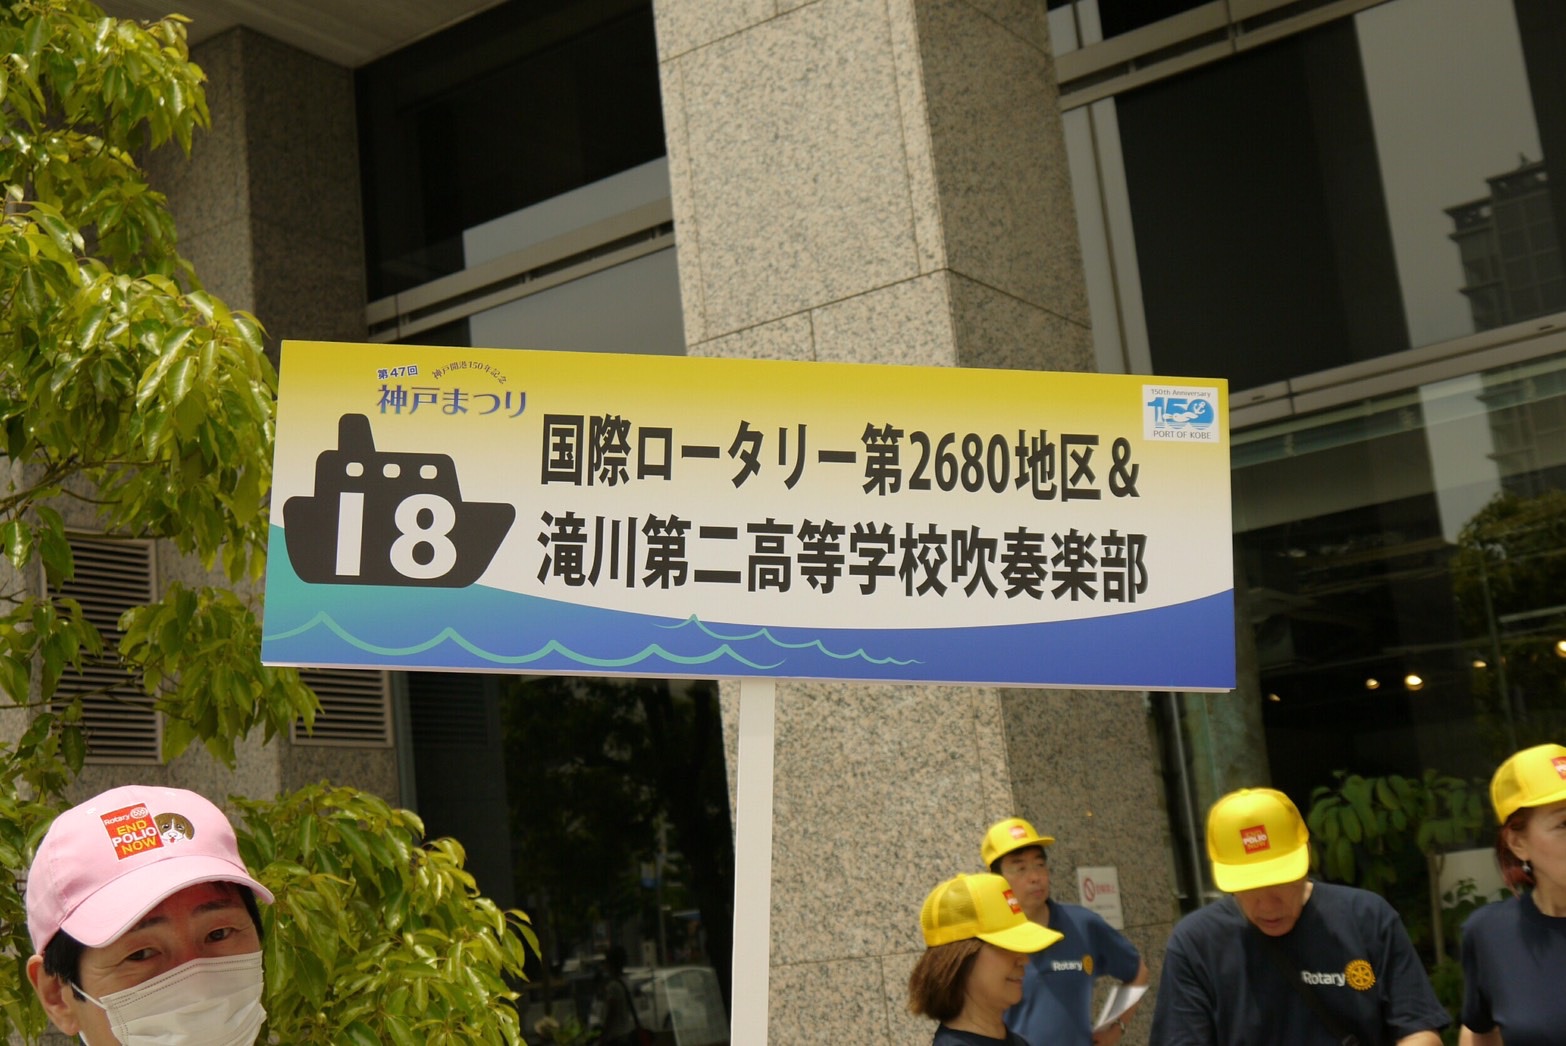 第47回
神戸開港150年記念
神戸まつり
150th Anniversary
150
PORT OF KOBE
18
国際ロータリー第2680地区&
滝川第二高等学校吹奏楽部
Rotary
END
POLIO
NOW
POLIO
NOW
Rotary
Rotary